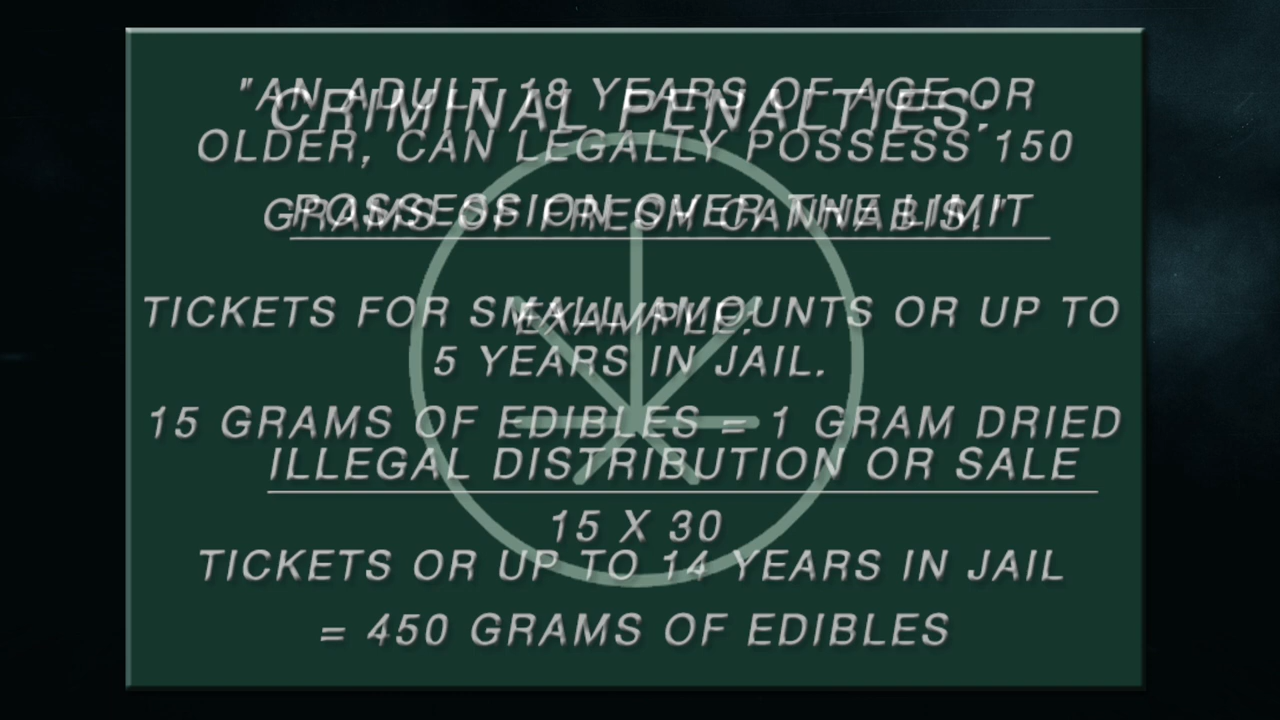 "AN ADULT 18 YEARS OF AGE OR
CRIMINAL PENALTIES:
OLDER, CAN LEGALLY POSSESS 150
POSSESSION OVER THE LIMIT
GRAMS OF FRESH CANNABIS."
TICKETS FOR SMALL AMOUNTS OR UP TO
EXAMPLE:
5 YEARS IN JAIL.
15 GRAMS OF EDIBLES = 1 GRAM DRIED
ILLEGAL DISTRIBUTION OR SALE
15 X 30
TICKETS OR UP TO 14 YEARS IN JAIL
= 450 GRAMS OF EDIBLES